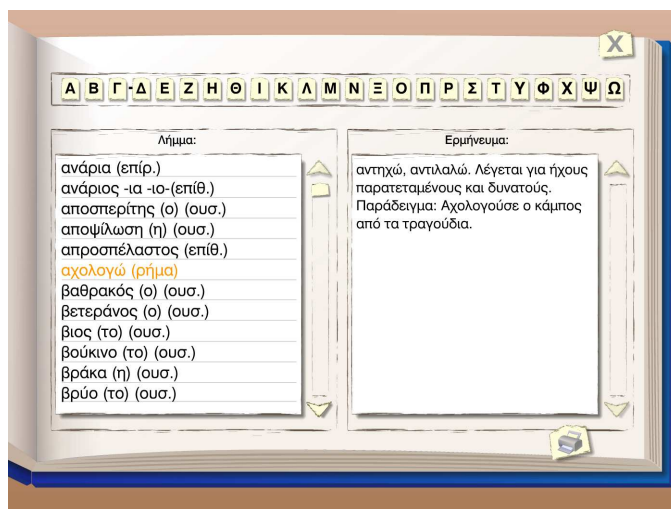 X
Α Β Γ-Δ Ε Ζ Η Θ Ι Κ Λ Μ Ν Ξ Ο Π Ρ Σ Τ Υ Φ Χ Ψ Ω
Λήμμα:
ανάρια (επίρ.)
ανάριος -ια -ιο-(επίθ.)
αποσπερίτης (ο) (ουσ.)
αποψίλωση (η) (ουσ.)
απροσπέλαστος (επίθ.)
αχολογώ (ρήμα)
βαθρακός (ο) (ουσ.)
βετεράνος (ο) (ουσ.)
βιος (το) (ουσ.)
βούκινο (το) (ουσ.)
βράκα (η) (ουσ.)
βρύο (το) (ουσ.)
Ερμήνευμα:
αντηχώ, αντιλαλώ. Λέγεται για ήχους
παρατεταμένους και δυνατούς.
Παράδειγμα: Αχολογούσε ο κάμπος
από τα τραγούδια.